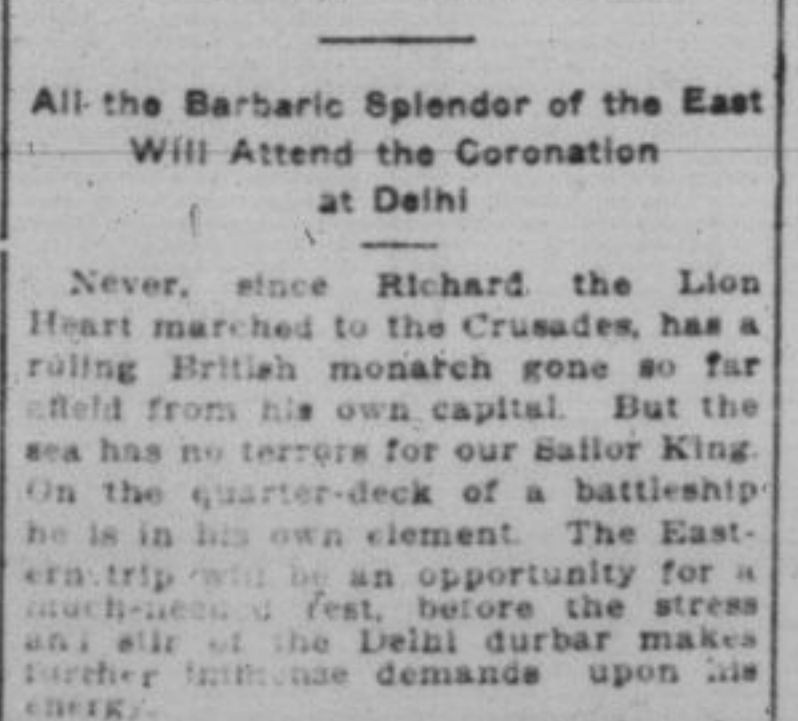 All the Barbaric Splendor of the East
Will Attend the Coronation
at Delhi
Never, since Richard the Lion
Heart marched to the Crusades, has a
ruling British monarch gone so far
afield from his own capital. But the
sea has no terrors for our Sailor King.
On the quarter-deck of a battleship
he is in his own element. The East-
ern trip will be an opportunity for a
much-needed rest, before the stress
and stir of the Delhi durbar makes
further demands upon his
energy.